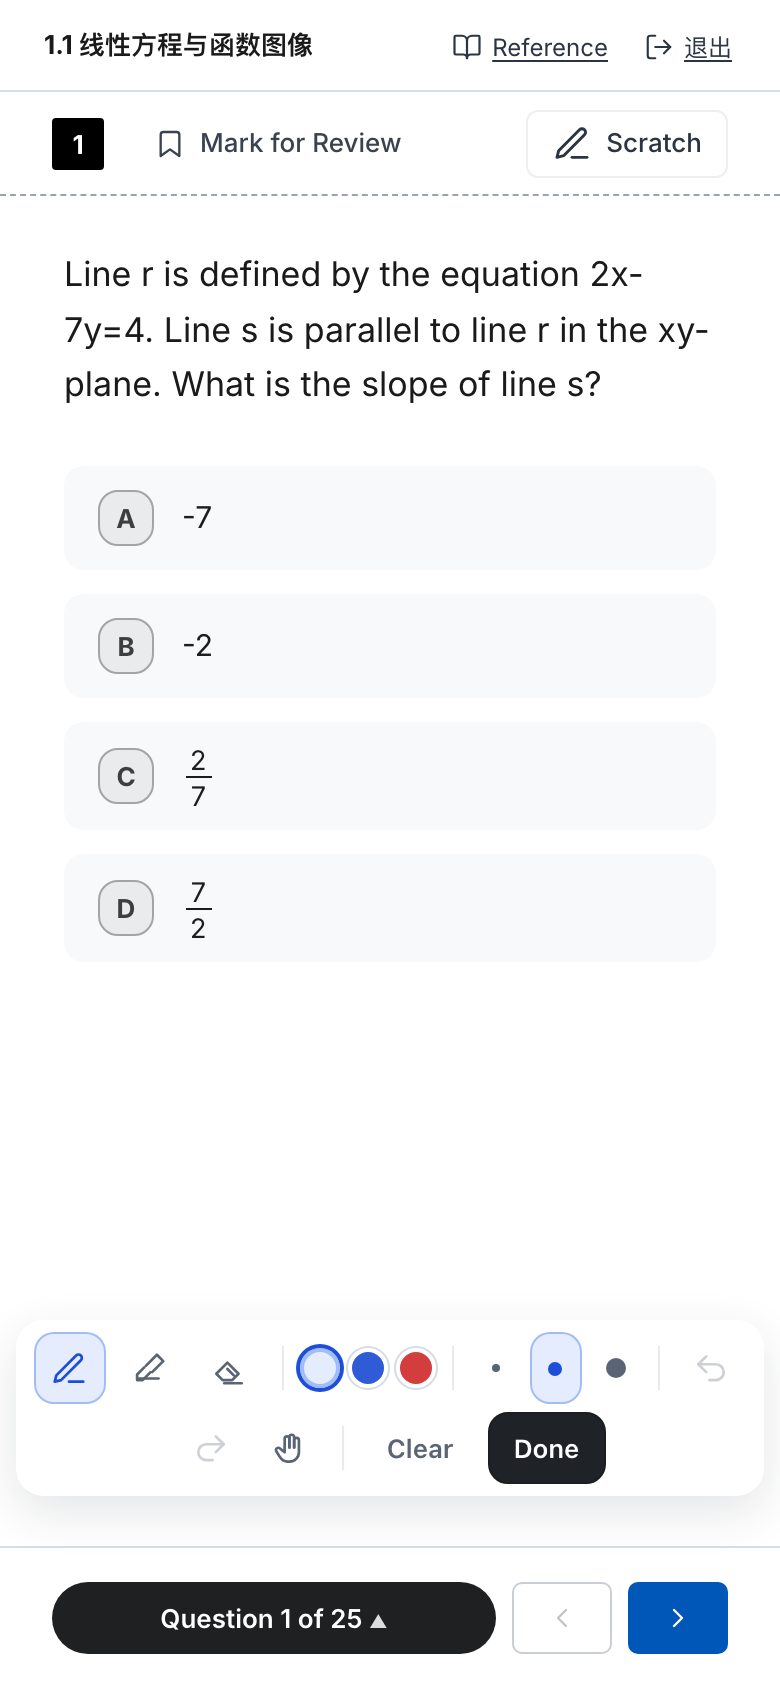 1.1 线性方程与函数图像
Reference
退出
1
Mark for Review
Scratch
Line r is defined by the equation 2x-
7y=4. Line s is parallel to line r in the xy-
plane. What is the slope of line s?
A -7
B -2
C 2/7
D 7/2
Clear
Done
Question 1 of 25 ▲